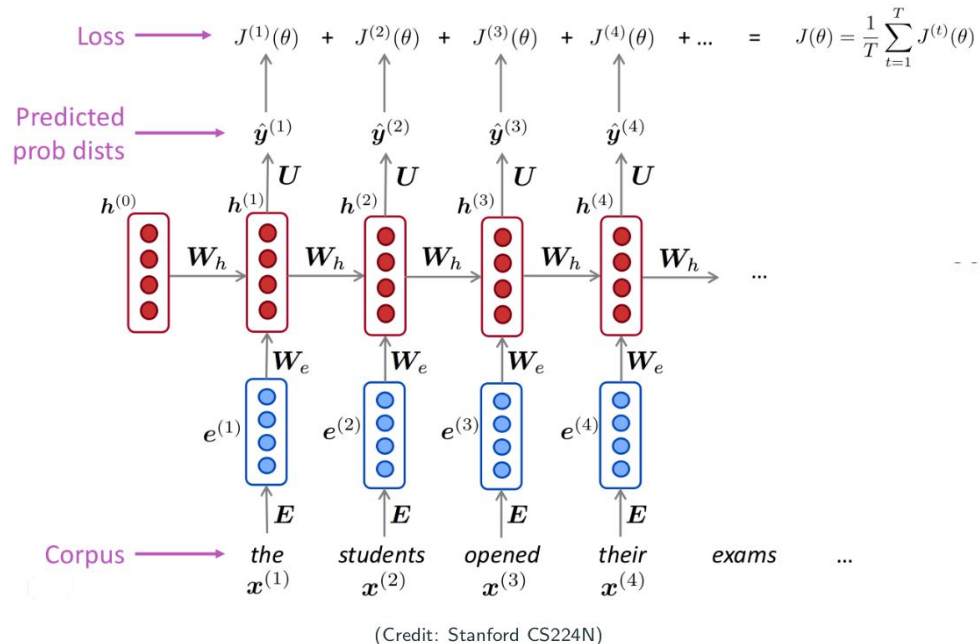 Loss J⁽¹⁾(θ) + J⁽²⁾(θ) + J⁽³⁾(θ) + J⁽⁴⁾(θ) + ... = J(θ) = 1/T ∑ₜ₌₁ᵀ J⁽ᵗ⁾(θ)
Predicted
prob dists
ŷ⁽¹⁾ ŷ⁽²⁾ ŷ⁽³⁾ ŷ⁽⁴⁾
U U U U
h⁽⁰⁾ h⁽¹⁾ h⁽²⁾ h⁽³⁾ h⁽⁴⁾
W_h W_h W_h W_h W_h ...
W_e W_e W_e W_e
e⁽¹⁾ e⁽²⁾ e⁽³⁾ e⁽⁴⁾
E E E E
Corpus the students opened their exams ...
x⁽¹⁾ x⁽²⁾ x⁽³⁾ x⁽⁴⁾
(Credit: Stanford CS224N)